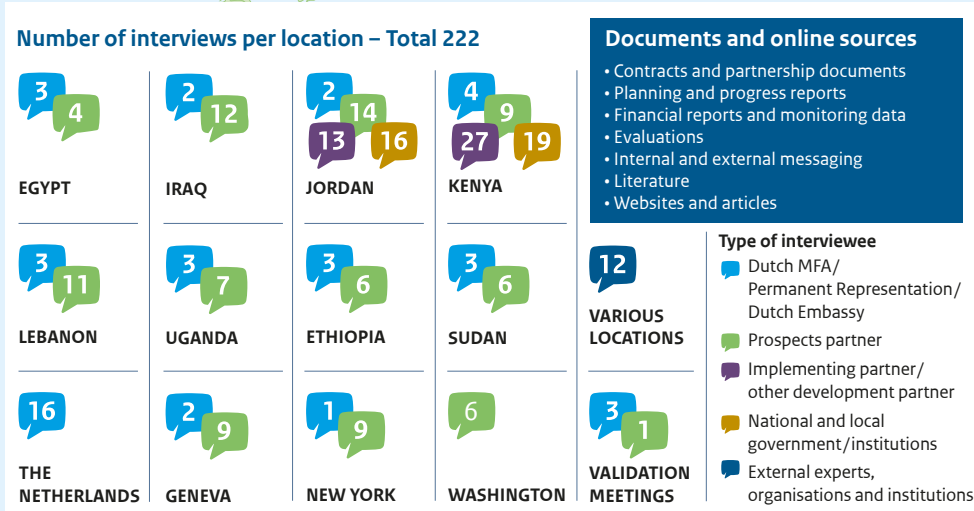 Number of interviews per location – Total 222
3
4
EGYPT
2
12
IRAQ
2
14
13
16
JORDAN
4
9
27
19
KENYA
3
11
LEBANON
3
7
UGANDA
3
6
ETHIOPIA
3
6
SUDAN
12
VARIOUS
LOCATIONS
16
THE
NETHERLANDS
2
9
GENEVA
1
9
NEW YORK
6
WASHINGTON
3
1
VALIDATION
MEETINGS
Documents and online sources
• Contracts and partnership documents
• Planning and progress reports
• Financial reports and monitoring data
• Evaluations
• Internal and external messaging
• Literature
• Websites and articles
Type of interviewee
Dutch MFA/
Permanent Representation/
Dutch Embassy
Prospects partner
Implementing partner/
other development partner
National and local
government/institutions
External experts,
organisations and institutions